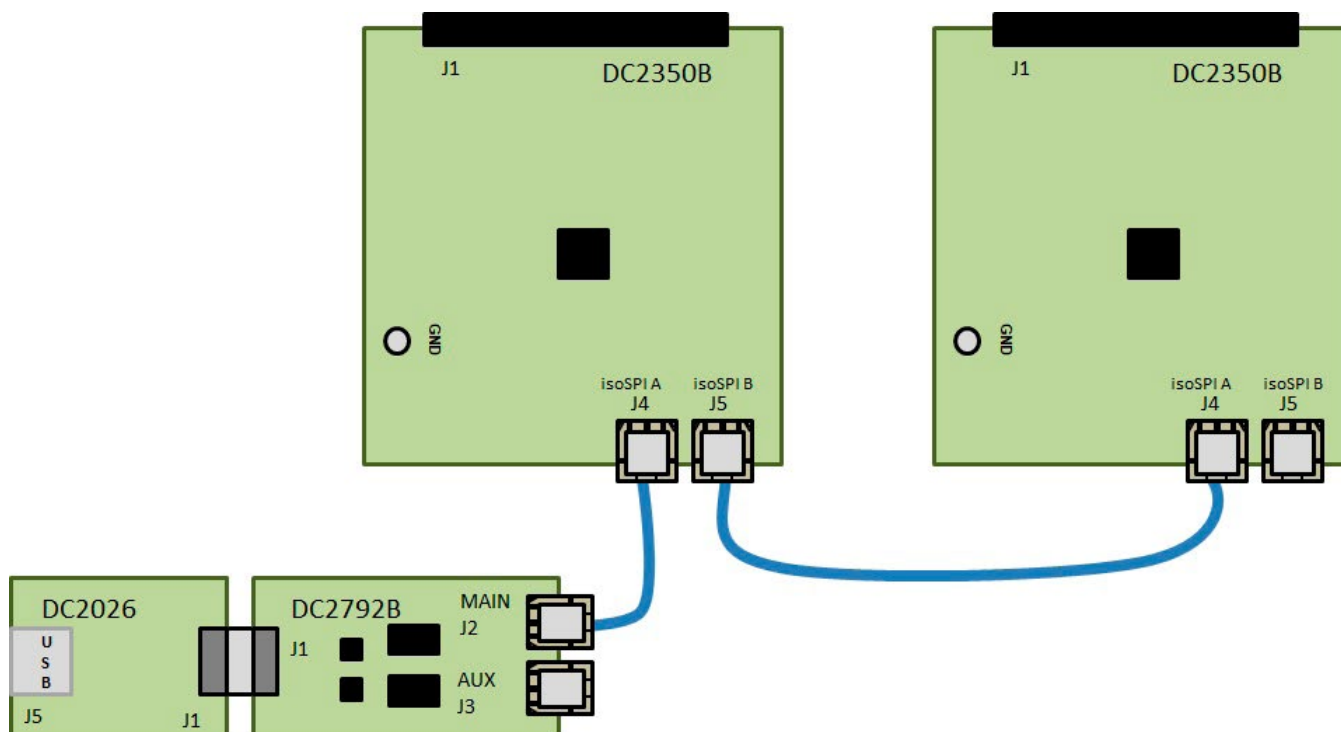 J1
DC2350B
J1
DC2350B
GND
GND
isoSPI A
isoSPI B
J4
J5
isoSPI A
isoSPI B
J4
J5
DC2026
USB
J5
J1
DC2792B
J1
MAIN
J2
AUX
J3